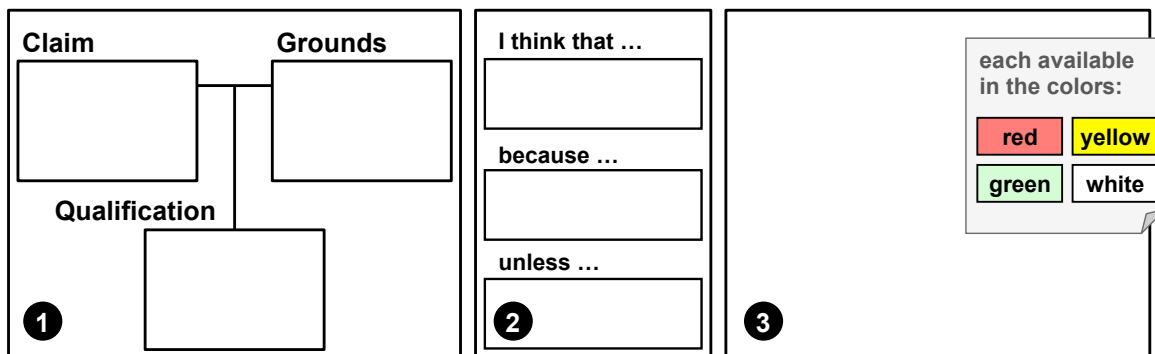 Claim
Grounds
Qualification
1
I think that …
because …
unless …
2
each available
in the colors:
red
yellow
green
white
3